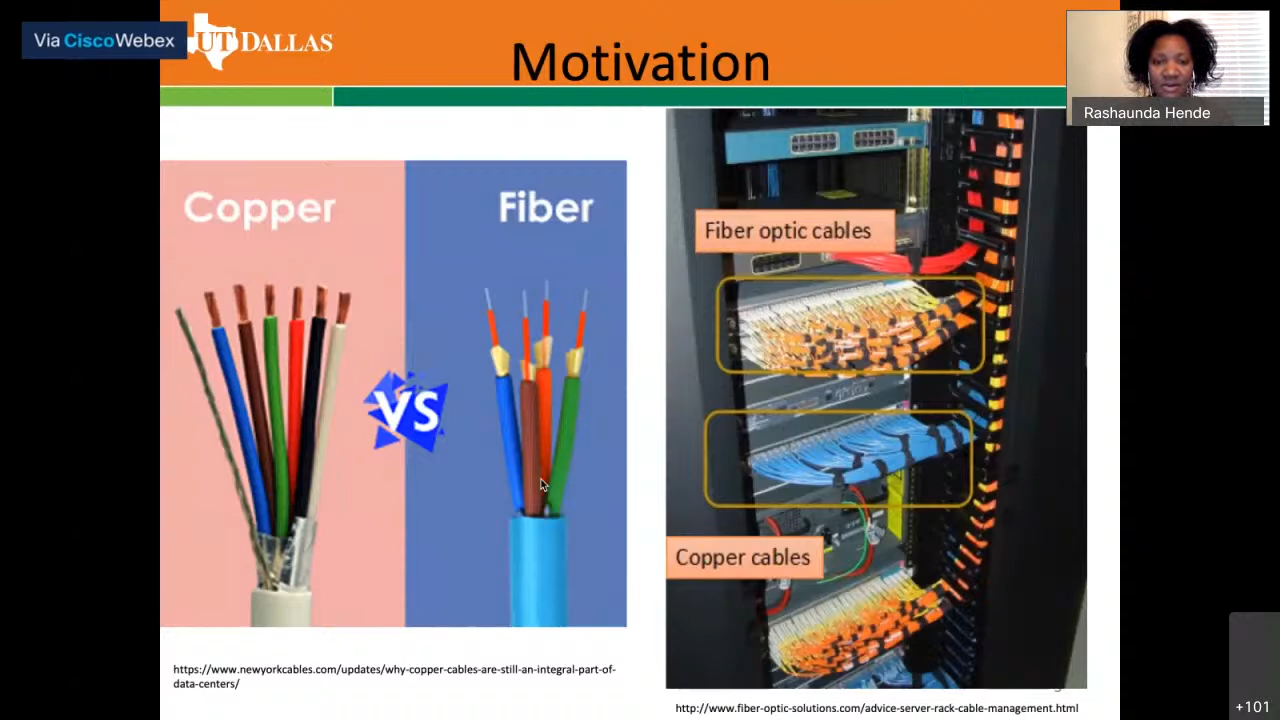 Via CiscoWebex
UT DALLAS
Motivation
Rashaunda Hende
Copper
Fiber
VS
Fiber optic cables
Copper cables
https://www.newyorkcables.com/updates/why-copper-cables-are-still-an-integral-part-of-
data-centers/
http://www.fiber-optic-solutions.com/advice-server-rack-cable-management.html
+101